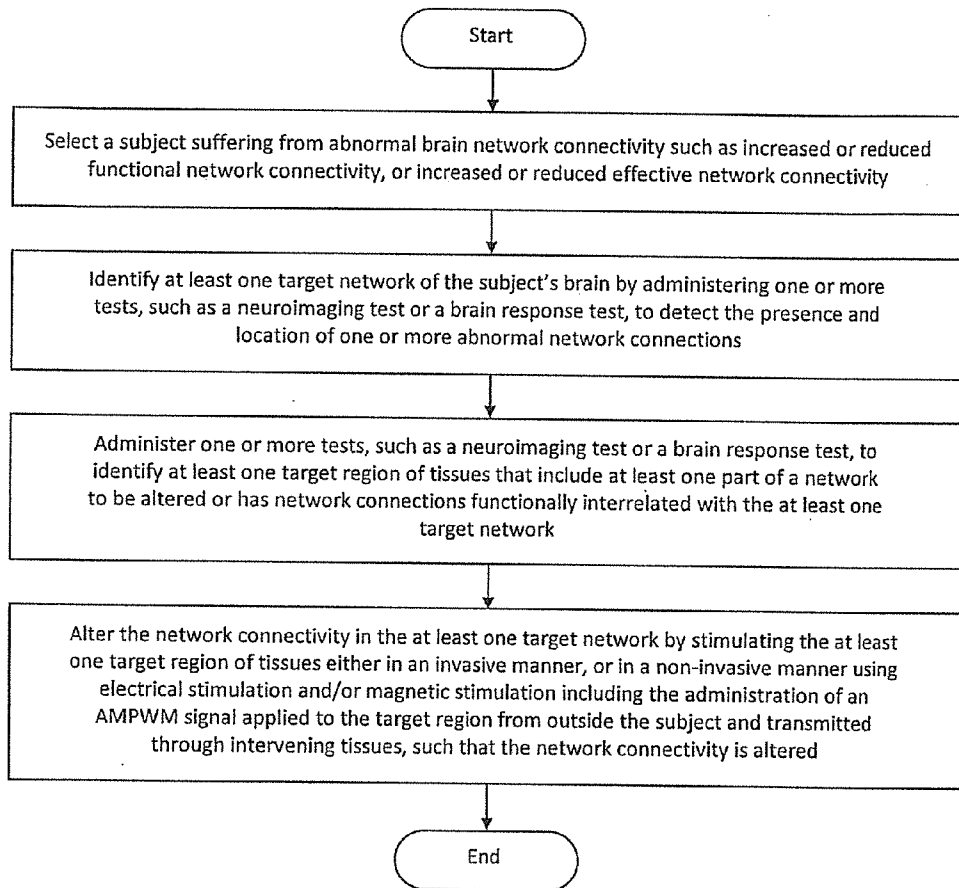 Start
Select a subject suffering from abnormal brain network connectivity such as increased or reduced
functional network connectivity, or increased or reduced effective network connectivity
Identify at least one target network of the subject's brain by administering one or more
tests, such as a neuroimaging test or a brain response test, to detect the presence and
location of one or more abnormal network connections
Administer one or more tests, such as a neuroimaging test or a brain response test, to
identify at least one target region of tissues that include at least one part of a network
to be altered or has network connections functionally interrelated with the at least one
target network
Alter the network connectivity in the at least one target network by stimulating the at least
one target region of tissues either in an invasive manner, or in a non-invasive manner using
electrical stimulation and/or magnetic stimulation including the administration of an
AMPWM signal applied to the target region from outside the subject and transmitted
through intervening tissues, such that the network connectivity is altered
End